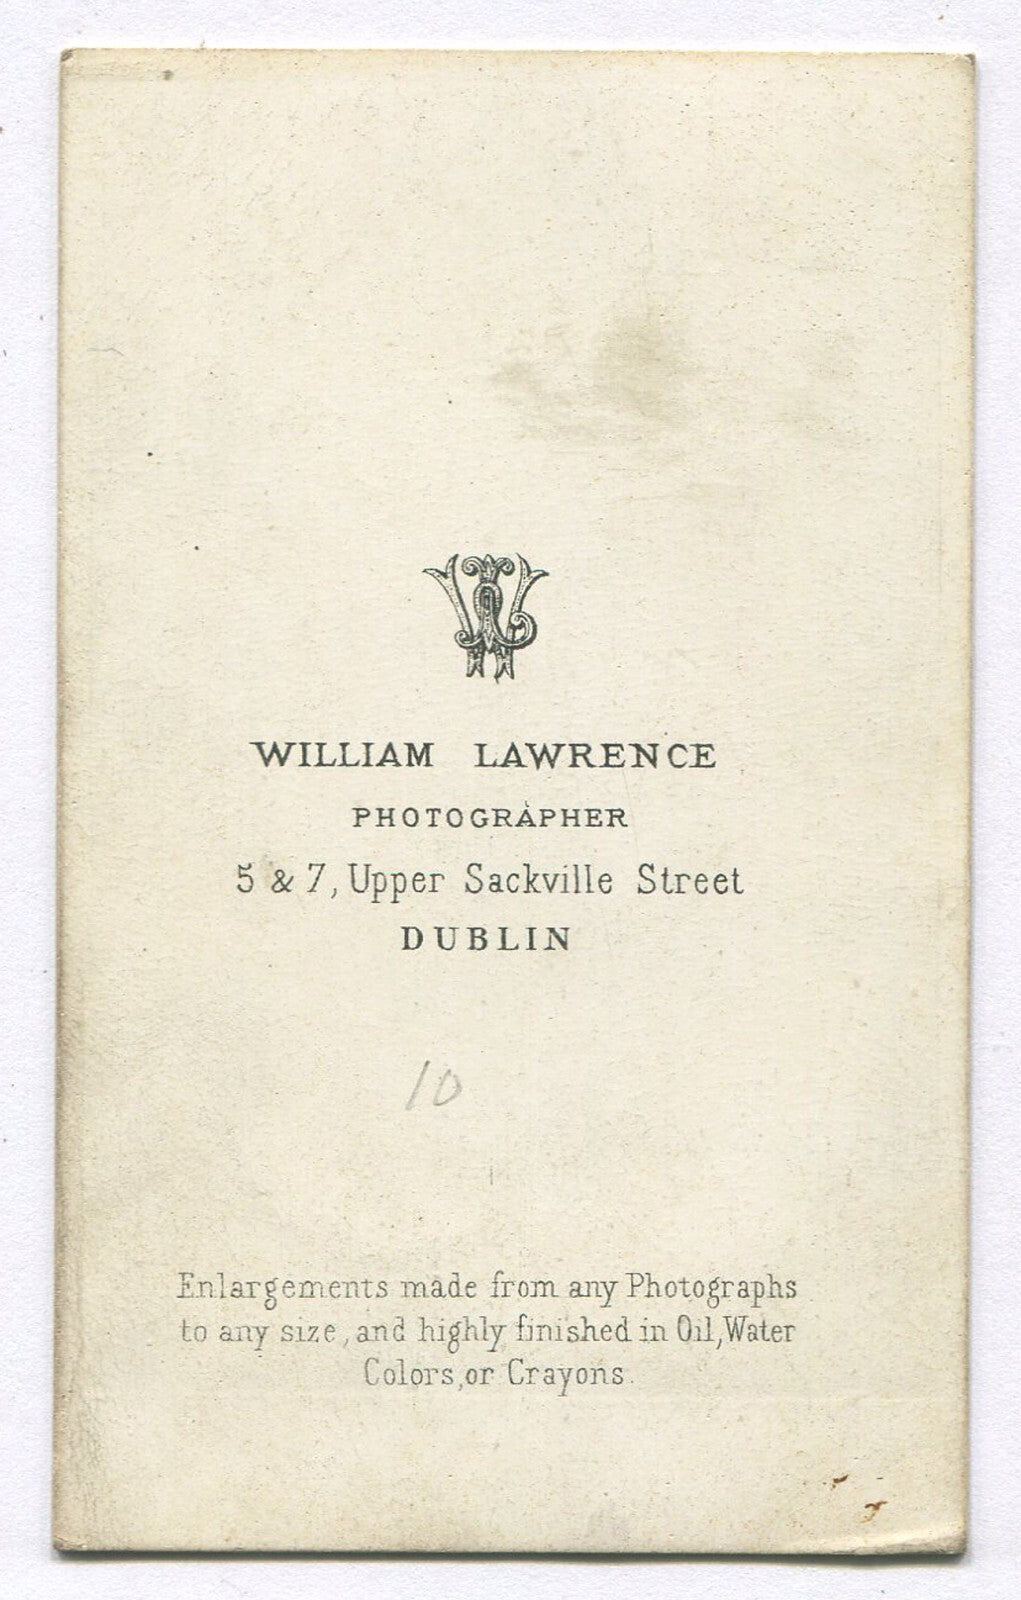 WILLIAM LAWRENCE
PHOTOGRAPHER
5 & 7, Upper Sackville Street
DUBLIN
10
Enlargements made from any Photographs
to any size, and highly finished in Oil, Water
Colors, or Crayons.